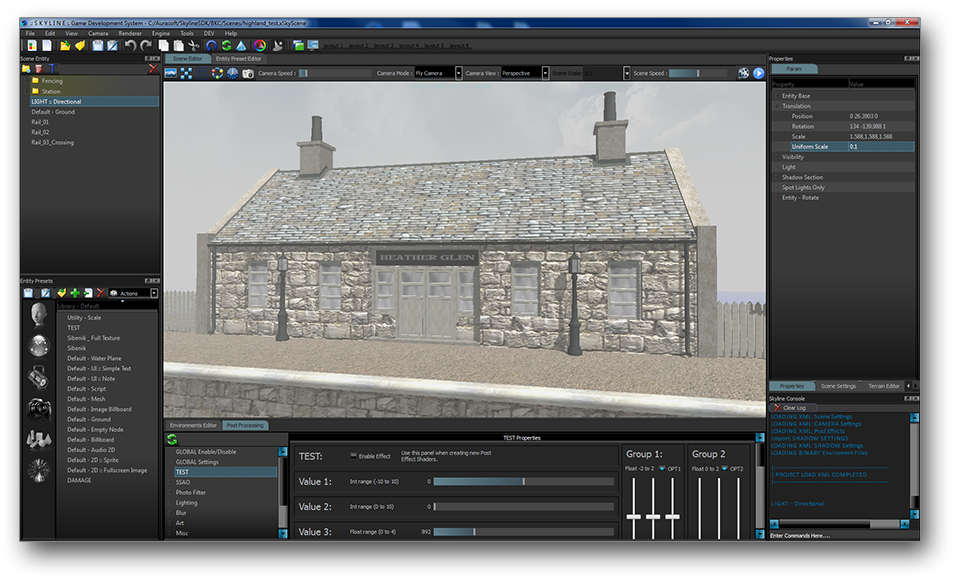 .: S K Y L I N E :. Game Development System - C:/Aurasoft/SkylineSDK/BKC/Scenes/highland_test.xSkyScene
File Edit View Camera Renderer Engine Tools DEV Help
layout 1 layout 2 layout 3 layout 4 layout 5 layout 6
Scene Entity
Fencing
Station
LIGHT :: Directional
Default - Ground
Rail_01
Rail_02
Rail_03_Crossing
Entity Presets
Actions
Library - Default
Utility - Scale
TEST
Sibenik _ Full Texture
Sibenik
Default - Water Plane
Default - UI :: Simple Text
Default - UI :: Note
Default - Script
Default - Mesh
Default - Image Billboard
Default - Ground
Default - Empty Node
Default - Billboard
Default - Audio 2D
Default - 2D :: Sprite
Default - 2D :: Fullscreen Image
DAMAGE
Scene Editor Entity Preset Editor
Camera Speed : Camera Mode : Fly Camera Camera View : Perspective Scene Scale: 1:1 Scene Speed :
HEATHER GLEN
Environments Editor Post Processing
GLOBAL Enable/Disable
GLOBAL Settings
TEST
SSAO
Photo Filter
Lighting
Blur
Art
Misc
TEST Properties
TEST: Enable Effect Use this panel when creating new Post
Effect Shaders.
Value 1: Int range (-10 to 10) 0
Value 2: Int range (0 to 10) 0
Value 3: Float range (0 to 4) 892
Group 1:
Float -2 to 2 OPT1
Group 2
Float 0 to 2 OPT2
Properties
Param
Property Value
Entity Base
Translation
Position 0 26.3903 0
Rotation 134 -139.988 1
Scale 1.588,1.588,1.588
Uniform Scale 0.1
Visibility
Light
Shadow Section
Spot Lights Only
Entity - Rotate
Properties Scene Settings Terrain Editor
Skyline Console
Clear Log
LOADING XML: Scene Settings
LOADING XML: CAMERA Settings
LOADING XML: Post Effects
Import SHADOW SETTINGS
LOADING XML: SHADOW Settings
LOADING BINARY: Enviroment Files
| PROJECT LOAD XML COMPLETED
LIGHT :: Directional
Enter Commands Here....